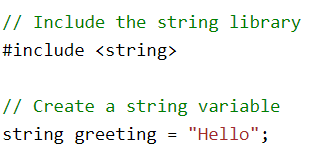 // Include the string library
#include <string>
// Create a string variable
string greeting = "Hello";